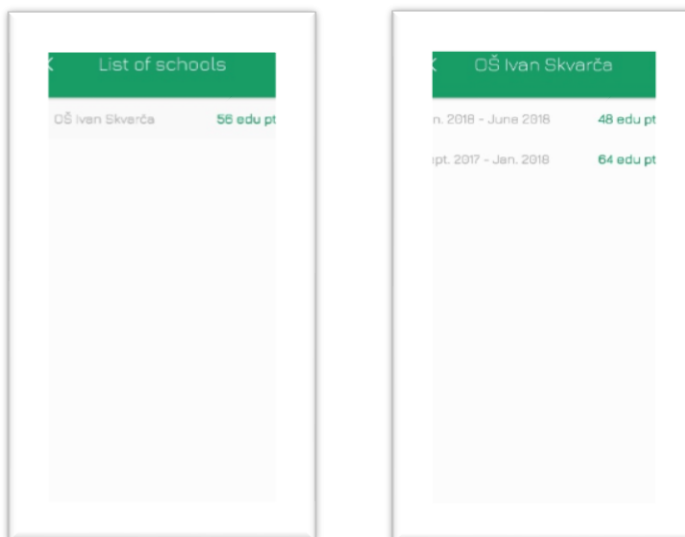 List of schools
OŠ Ivan Skvarča 56 edu pt
OŠ Ivan Skvarča
n. 2018 - June 2018 48 edu pt
pt. 2017 - Jan. 2018 64 edu pt